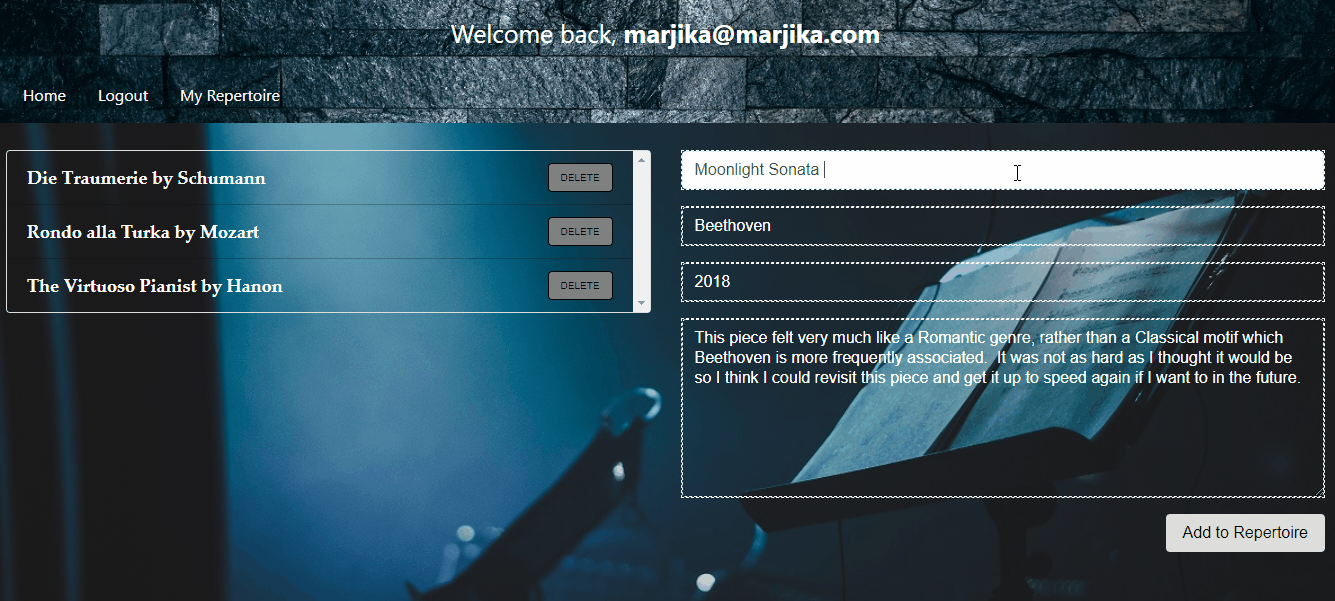 Welcome back, marjika@marjika.com
Home Logout My Repertoire
Die Traumerie by Schumann DELETE
Rondo alla Turka by Mozart DELETE
The Virtuoso Pianist by Hanon DELETE
Moonlight Sonata
Beethoven
2018
This piece felt very much like a Romantic genre, rather than a Classical motif which
Beethoven is more frequently associated.  It was not as hard as I thought it would be
so I think I could revisit this piece and get it up to speed again if I want to in the future.
Add to Repertoire